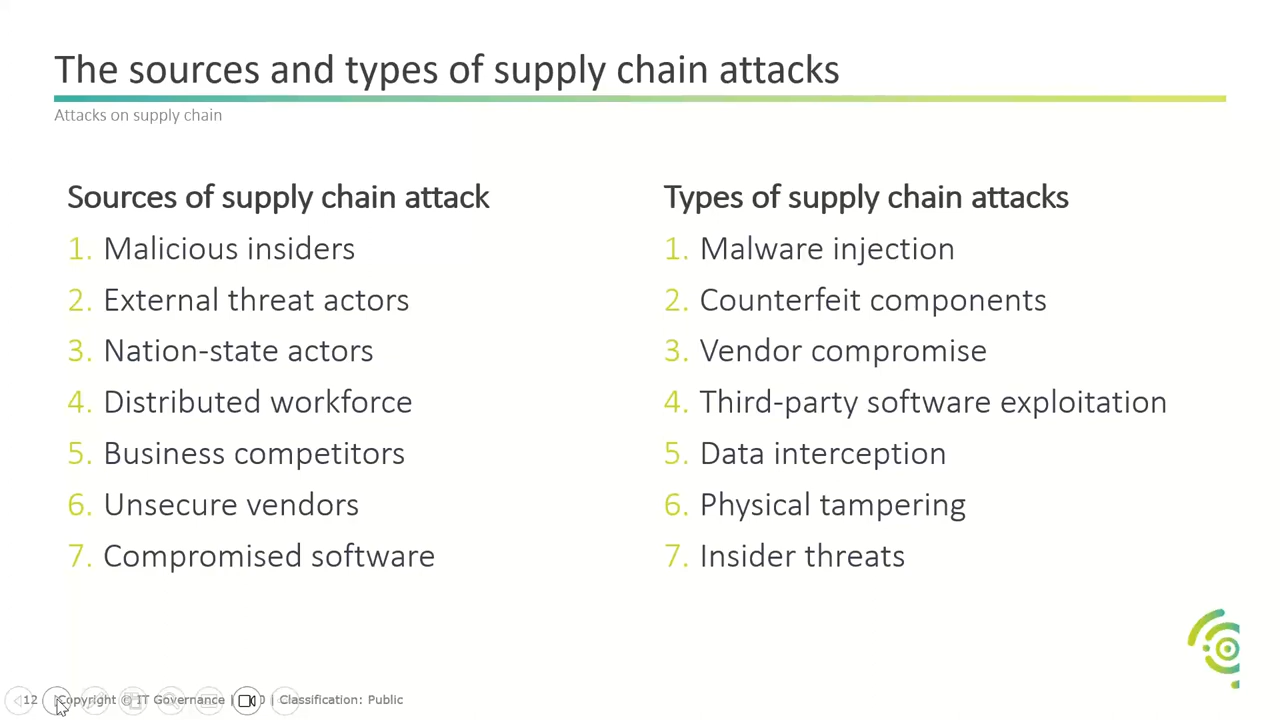 The sources and types of supply chain attacks
Attacks on supply chain
Sources of supply chain attack
1. Malicious insiders
2. External threat actors
3. Nation-state actors
4. Distributed workforce
5. Business competitors
6. Unsecure vendors
7. Compromised software
Types of supply chain attacks
1. Malware injection
2. Counterfeit components
3. Vendor compromise
4. Third-party software exploitation
5. Data interception
6. Physical tampering
7. Insider threats
12 Copyright © IT Governance | | Classification: Public